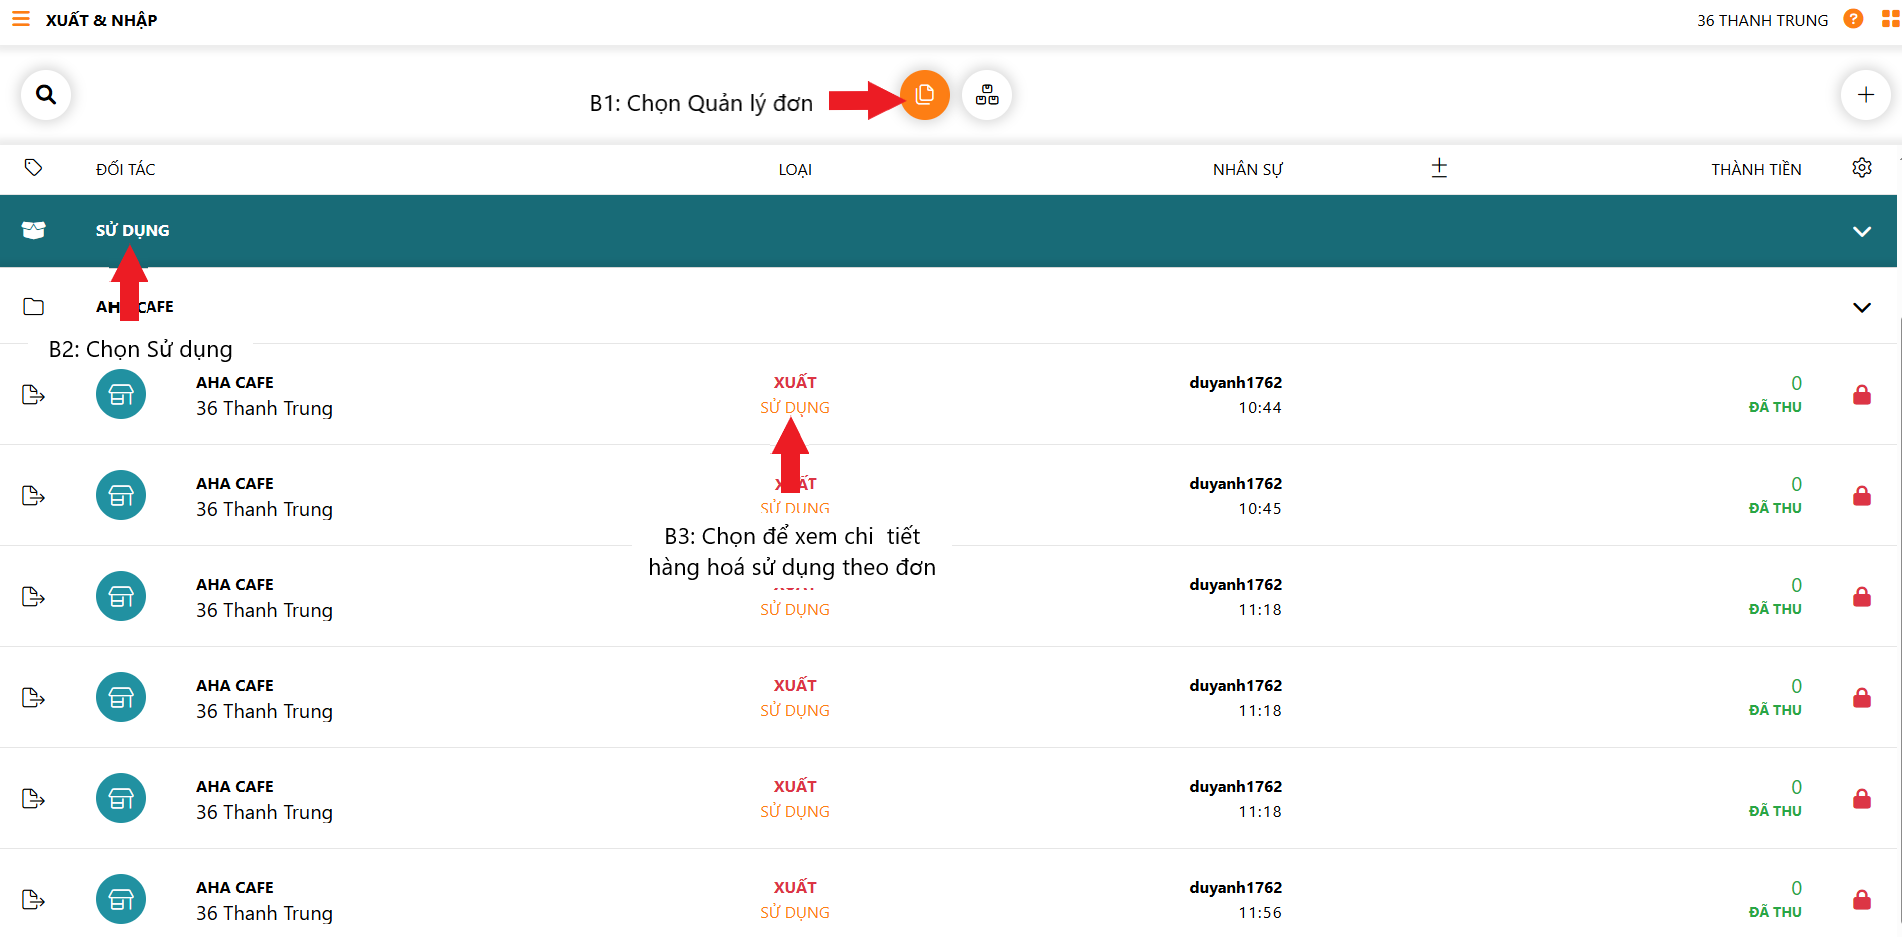 XUẤT & NHẬP
36 THANH TRUNG
?
B1: Chọn Quản lý đơn
ĐỐI TÁC
LOẠI
NHÂN SỰ
THÀNH TIỀN
SỬ DỤNG
AHA CAFE
B2: Chọn Sử dụng
AHA CAFE
36 Thanh Trung
XUẤT
SỬ DỤNG
duyanh1762
10:44
0
ĐÃ THU
AHA CAFE
36 Thanh Trung
XUẤT
SỬ DỤNG
duyanh1762
10:45
0
ĐÃ THU
B3: Chọn để xem chi  tiết
hàng hoá sử dụng theo đơn
AHA CAFE
36 Thanh Trung
SỬ DỤNG
duyanh1762
11:18
0
ĐÃ THU
AHA CAFE
36 Thanh Trung
XUẤT
SỬ DỤNG
duyanh1762
11:18
0
ĐÃ THU
AHA CAFE
36 Thanh Trung
XUẤT
SỬ DỤNG
duyanh1762
11:18
0
ĐÃ THU
AHA CAFE
36 Thanh Trung
XUẤT
SỬ DỤNG
duyanh1762
11:56
0
ĐÃ THU